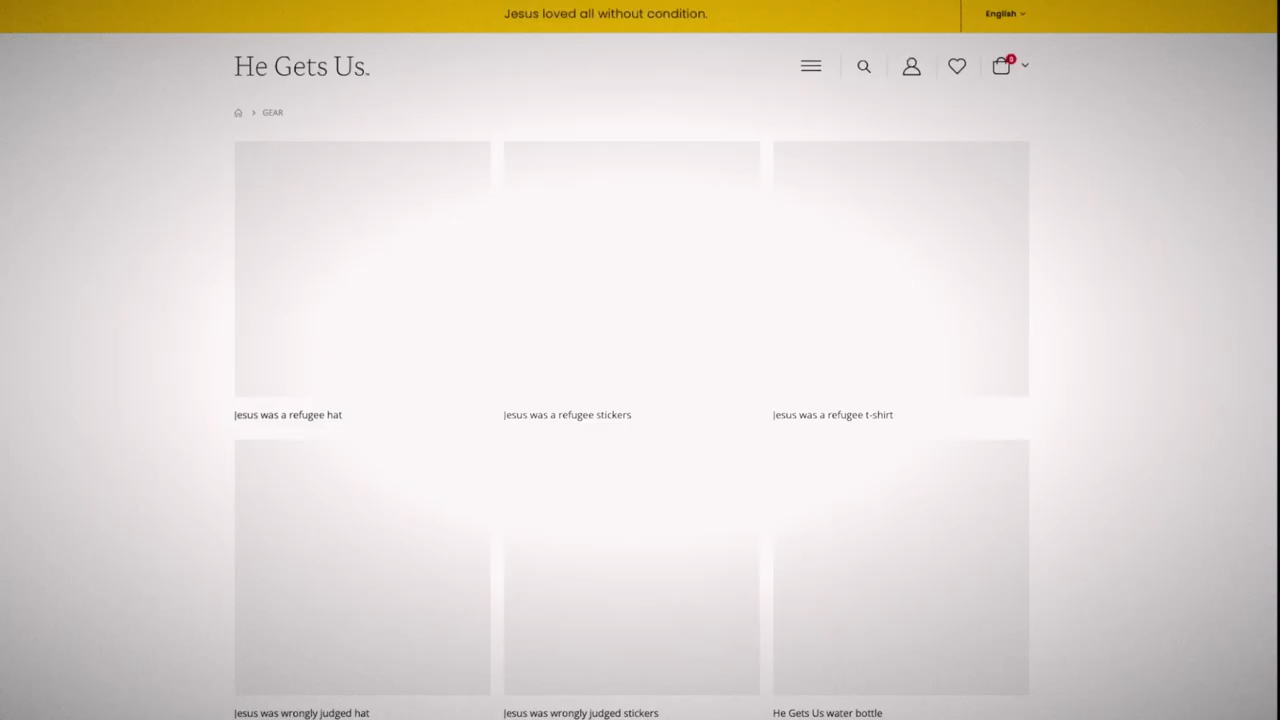 Jesus loved all without condition.
English
He Gets Us.
0
GEAR
Jesus was a refugee hat
Jesus was a refugee stickers
Jesus was a refugee t-shirt
Jesus was wrongly judged hat
Jesus was wrongly judged stickers
He Gets Us water bottle